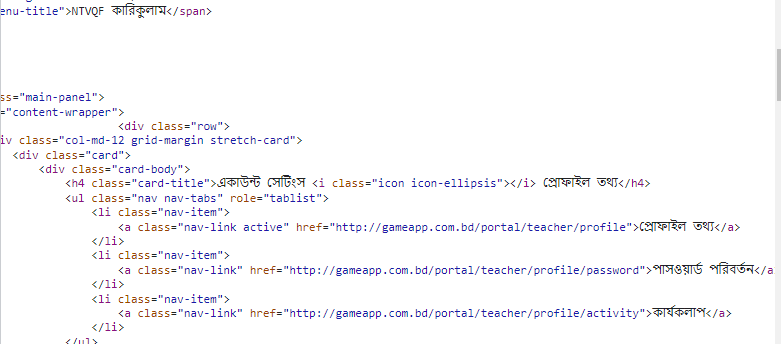 enu-title">NTVQF কারিকুলাম</span>
ss="main-panel">
="content-wrapper">
<div class="row">
iv class="col-md-12 grid-margin stretch-card">
<div class="card">
<div class="card-body">
<h4 class="card-title">একাউন্ট সেটিংস <i class="icon icon-ellipsis"></i> প্রোফাইল তথ্য</h4>
<ul class="nav nav-tabs" role="tablist">
<li class="nav-item">
<a class="nav-link active" href="http://gameapp.com.bd/portal/teacher/profile">প্রোফাইল তথ্য</a>
</li>
<li class="nav-item">
<a class="nav-link" href="http://gameapp.com.bd/portal/teacher/profile/password">পাসওয়ার্ড পরিবর্তন</a
</li>
<li class="nav-item">
<a class="nav-link" href="http://gameapp.com.bd/portal/teacher/profile/activity">কার্যকলাপ</a>
</li>
</ul>